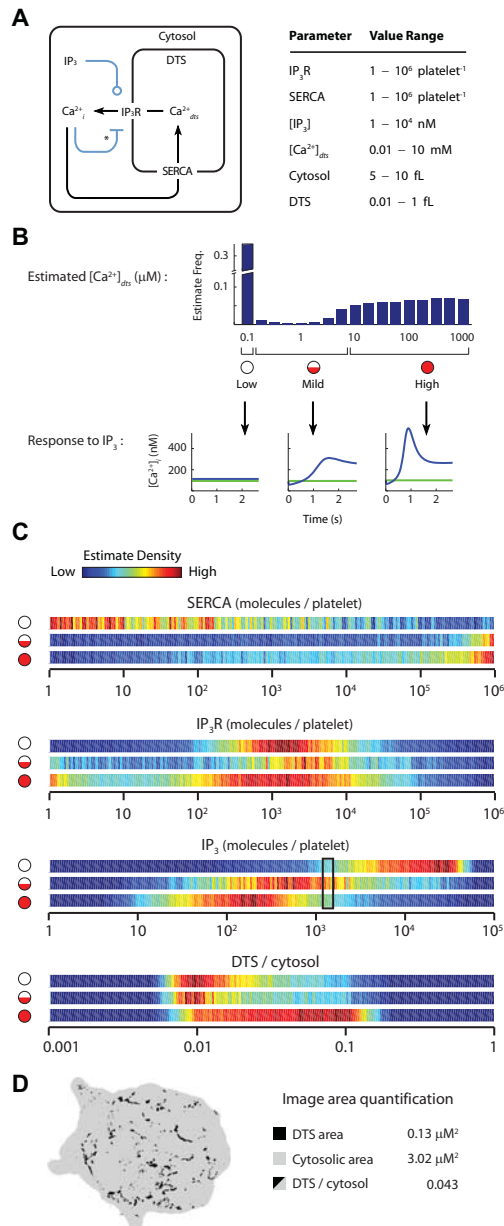 A
Cytosol
DTS
IP₃
Ca²⁺ᵢ
IP₃R
Ca²⁺dts
*
SERCA
Parameter Value Range
IP₃R 1 – 10⁶ platelet⁻¹
SERCA 1 – 10⁶ platelet⁻¹
[IP₃] 1 – 10⁴ nM
[Ca²⁺]dts 0.01 – 10 mM
Cytosol 5 – 10 fL
DTS 0.01 – 1 fL
B
Estimated [Ca²⁺]dts (μM) :
Estimate Freq.
0.3
0.1
0.1 1 10 100 1000
Low Mild High
Response to IP₃ :
[Ca²⁺]ᵢ (nM)
400
200
0 1 2 0 1 2 0 1 2
Time (s)
C
Estimate Density
Low High
SERCA (molecules / platelet)
1 10 10² 10³ 10⁴ 10⁵ 10⁶
IP₃R (molecules / platelet)
1 10 10² 10³ 10⁴ 10⁵ 10⁶
IP₃ (molecules / platelet)
1 10 10² 10³ 10⁴ 10⁵
DTS / cytosol
0.001 0.01 0.1 1
D
Image area quantification
DTS area 0.13 μM²
Cytosolic area 3.02 μM²
DTS / cytosol 0.043